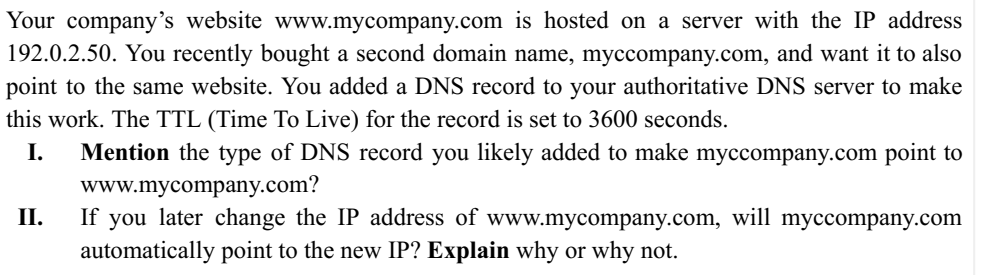 Your company’s website www.mycompany.com is hosted on a server with the IP address
192.0.2.50. You recently bought a second domain name, myccompany.com, and want it to also
point to the same website. You added a DNS record to your authoritative DNS server to make
this work. The TTL (Time To Live) for the record is set to 3600 seconds.
I. Mention the type of DNS record you likely added to make myccompany.com point to
www.mycompany.com?
II. If you later change the IP address of www.mycompany.com, will myccompany.com
automatically point to the new IP? Explain why or why not.